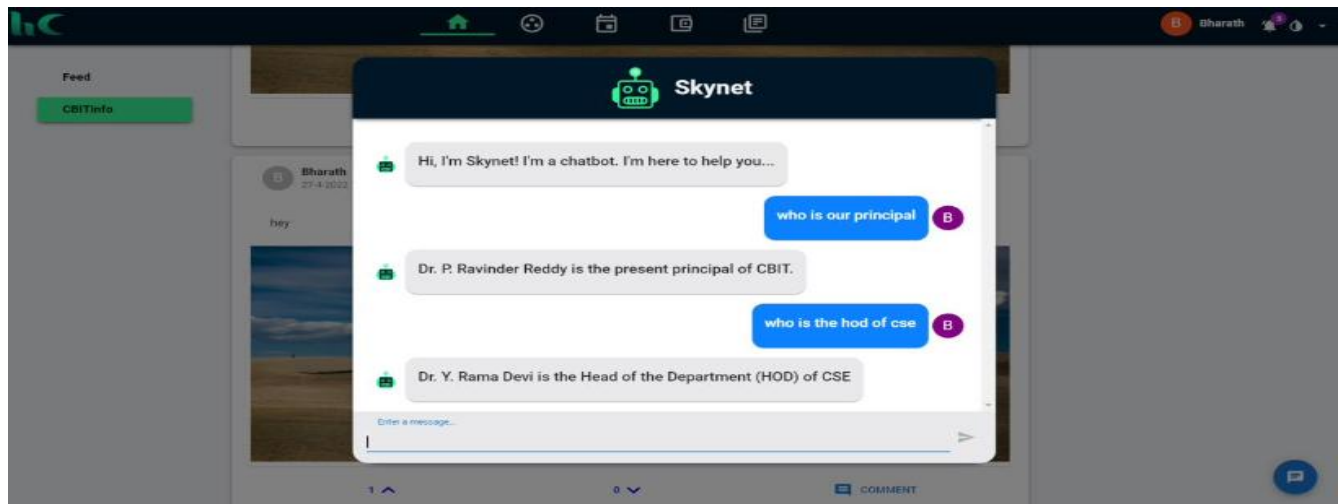 hC
B Bharath 5
Feed
CBITInfo
Skynet
Hi, I'm Skynet! I'm a chatbot. I'm here to help you...
B Bharath
27-4-2022
hey
who is our principal B
Dr. P. Ravinder Reddy is the present principal of CBIT.
who is the hod of cse B
Dr. Y. Rama Devi is the Head of the Department (HOD) of CSE
Enter a message...
1 0 COMMENT